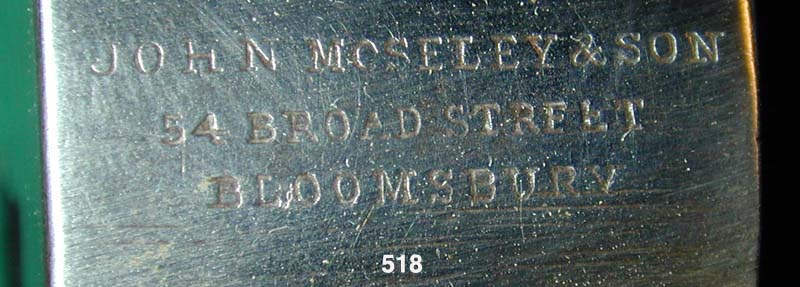 JOHN MOSELEY & SON
54 BROAD STREET
BLOOMSBURY
518